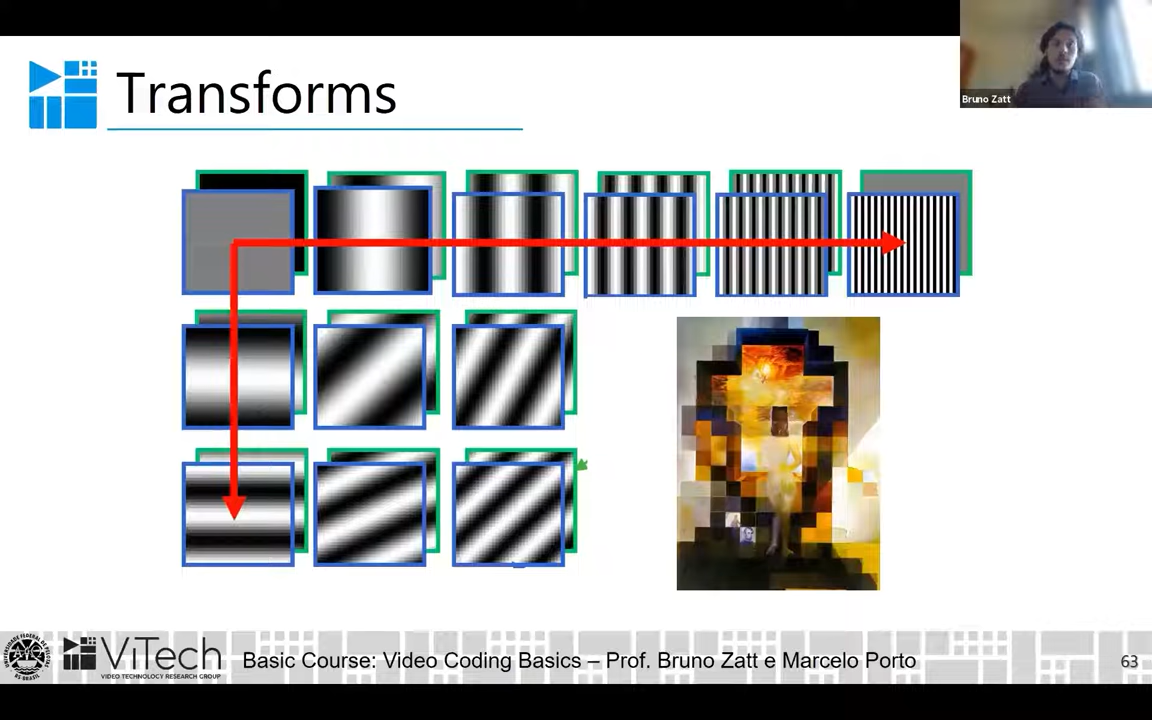 Bruno Zatt
Transforms
ViTech
VIDEO TECHNOLOGY RESEARCH GROUP
Basic Course: Video Coding Basics – Prof. Bruno Zatt e Marcelo Porto
63